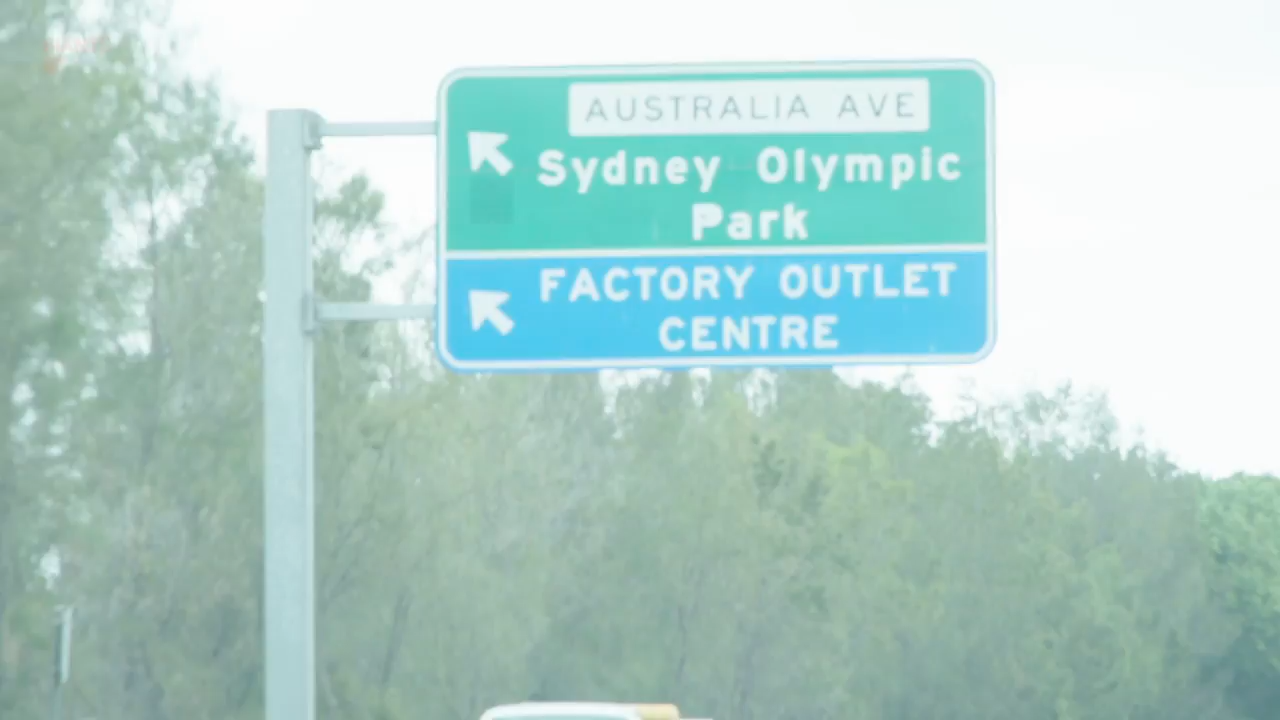 AUSTRALIA AVE
Sydney Olympic
Park
FACTORY OUTLET
CENTRE